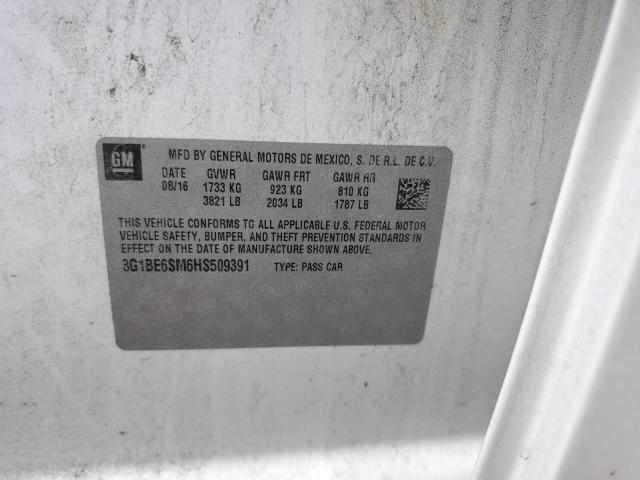 GM
MFD BY GENERAL MOTORS DE MEXICO, S. DE R.L. DE C.V.
DATE GVWR GAWR FRT GAWR RR
08/16 1733 KG 923 KG 810 KG
3821 LB 2034 LB 1787 LB
THIS VEHICLE CONFORMS TO ALL APPLICABLE U.S. FEDERAL MOTOR
VEHICLE SAFETY, BUMPER, AND THEFT PREVENTION STANDARDS IN
EFFECT ON THE DATE OF MANUFACTURE SHOWN ABOVE.
3G1BE6SM6HS509391 TYPE: PASS CAR